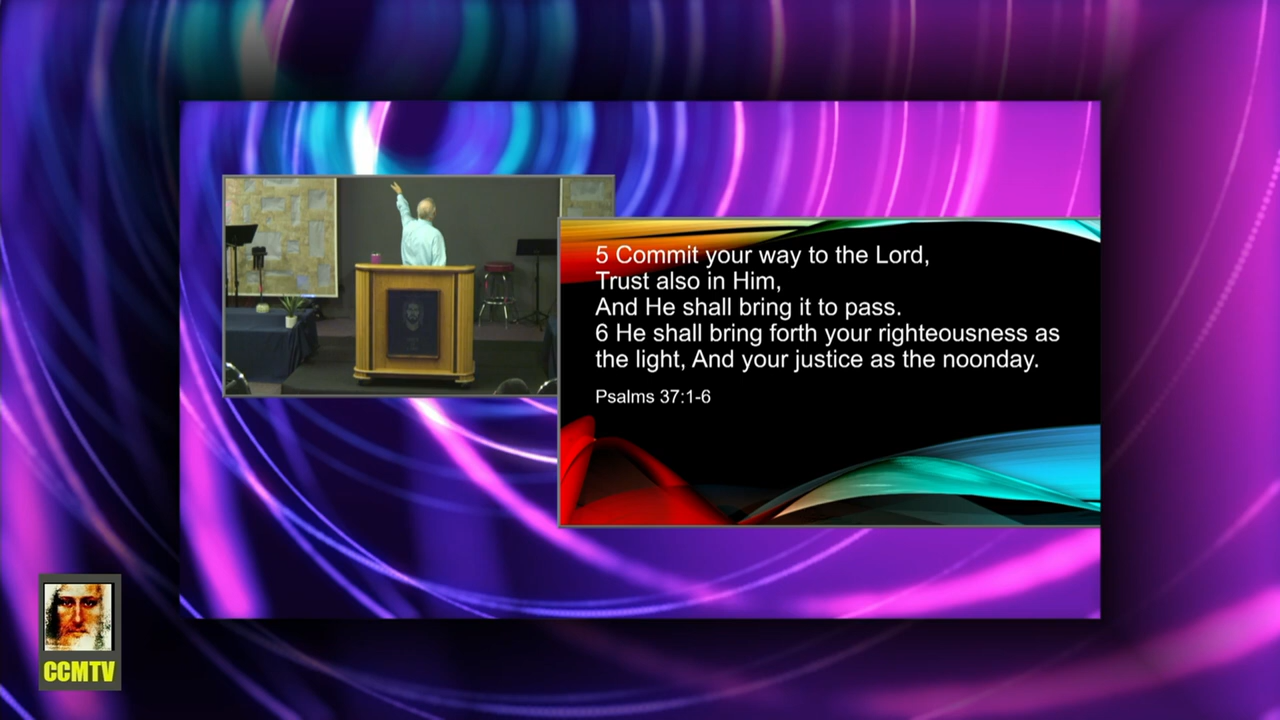 5 Commit your way to the Lord,
Trust also in Him,
And He shall bring it to pass.
6 He shall bring forth your righteousness as
the light, And your justice as the noonday.
Psalms 37:1-6
CCMTV